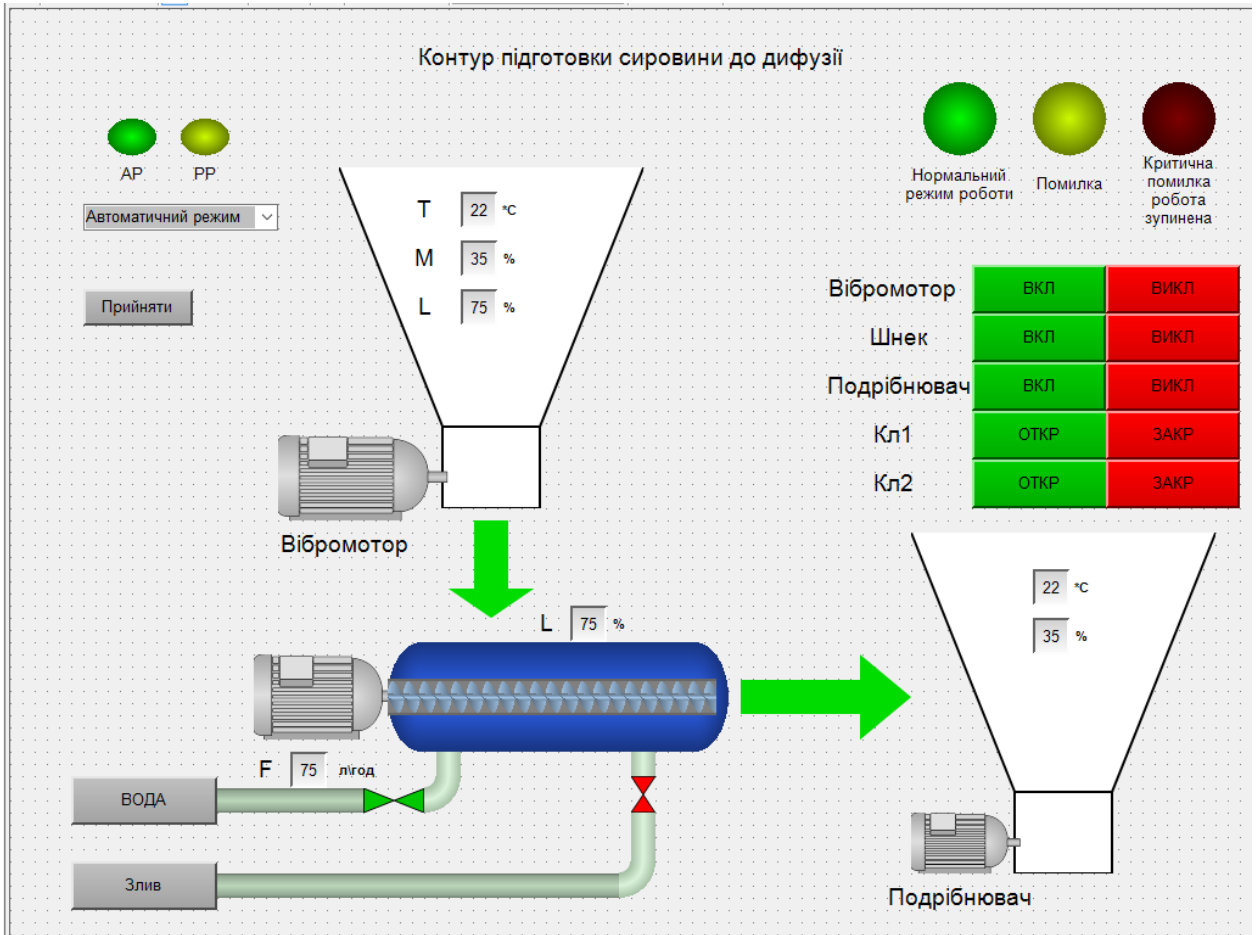 Контур підготовки сировини до дифузії
АР
РР
Автоматичний режим
Прийняти
Нормальний
режим роботи
Помилка
Критична
помилка
робота
зупинена
T 22 °C
M 35 %
L 75 %
Вібромотор ВКЛ ВИКЛ
Шнек ВКЛ ВИКЛ
Подрібнювач ВКЛ ВИКЛ
Кл1 ОТКР ЗАКР
Кл2 ОТКР ЗАКР
Вібромотор
22 °C
35 %
L 75 %
F 75 л\год
ВОДА
Злив
Подрібнювач